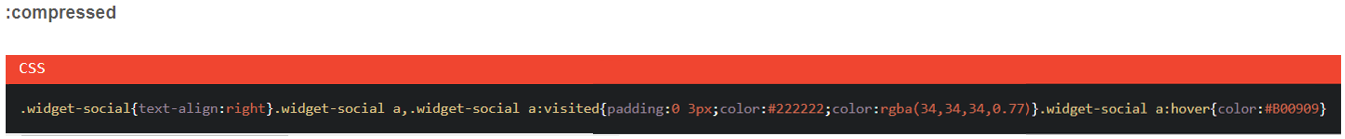 :compressed
CSS
.widget-social{text-align:right}.widget-social a,.widget-social a:visited{padding:0 3px;color:#222222;color:rgba(34,34,34,0.77)}.widget-social a:hover{color:#B00909}